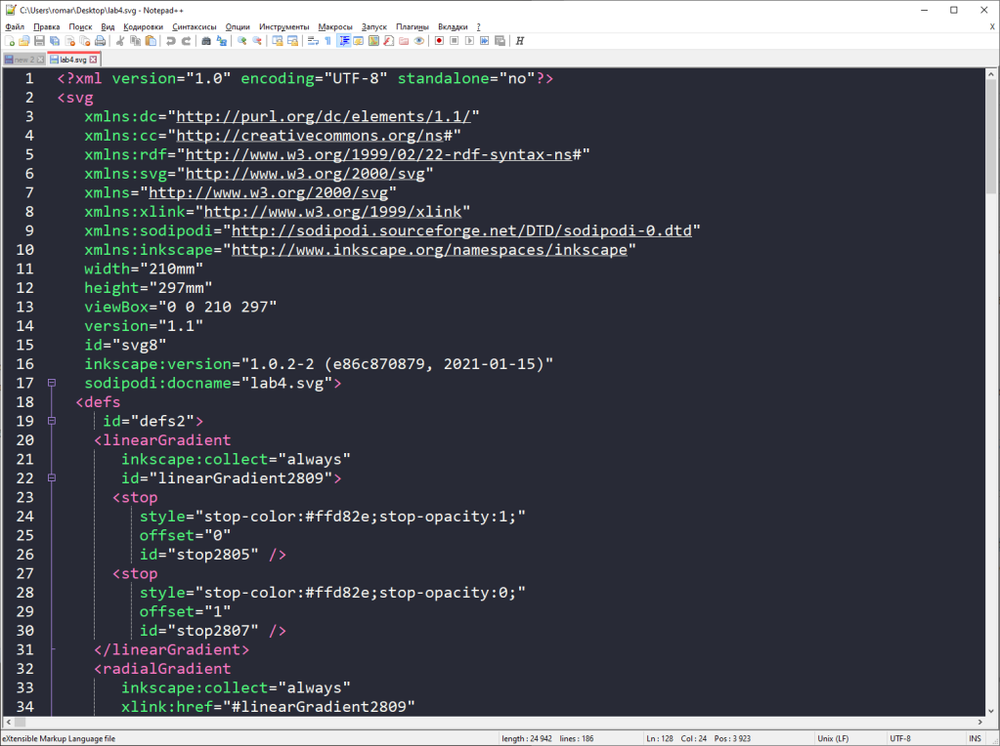 C:\Users\romar\Desktop\lab4.svg - Notepad++
Файл Правка Поиск Вид Кодировки Синтаксисы Опции Инструменты Макросы Запуск Плагины Вкладки ? X
new 2 lab4.svg
1 <?xml version="1.0" encoding="UTF-8" standalone="no"?>
2 <svg
3 xmlns:dc="http://purl.org/dc/elements/1.1/"
4 xmlns:cc="http://creativecommons.org/ns#"
5 xmlns:rdf="http://www.w3.org/1999/02/22-rdf-syntax-ns#"
6 xmlns:svg="http://www.w3.org/2000/svg"
7 xmlns="http://www.w3.org/2000/svg"
8 xmlns:xlink="http://www.w3.org/1999/xlink"
9 xmlns:sodipodi="http://sodipodi.sourceforge.net/DTD/sodipodi-0.dtd"
10 xmlns:inkscape="http://www.inkscape.org/namespaces/inkscape"
11 width="210mm"
12 height="297mm"
13 viewBox="0 0 210 297"
14 version="1.1"
15 id="svg8"
16 inkscape:version="1.0.2-2 (e86c870879, 2021-01-15)"
17 sodipodi:docname="lab4.svg">
18 <defs
19 id="defs2">
20 <linearGradient
21 inkscape:collect="always"
22 id="linearGradient2809">
23 <stop
24 style="stop-color:#ffd82e;stop-opacity:1;"
25 offset="0"
26 id="stop2805" />
27 <stop
28 style="stop-color:#ffd82e;stop-opacity:0;"
29 offset="1"
30 id="stop2807" />
31 </linearGradient>
32 <radialGradient
33 inkscape:collect="always"
34 xlink:href="#linearGradient2809"
eXtensible Markup Language file length : 24 942 lines : 186 Ln : 128 Col : 24 Pos : 3 923 Unix (LF) UTF-8 INS